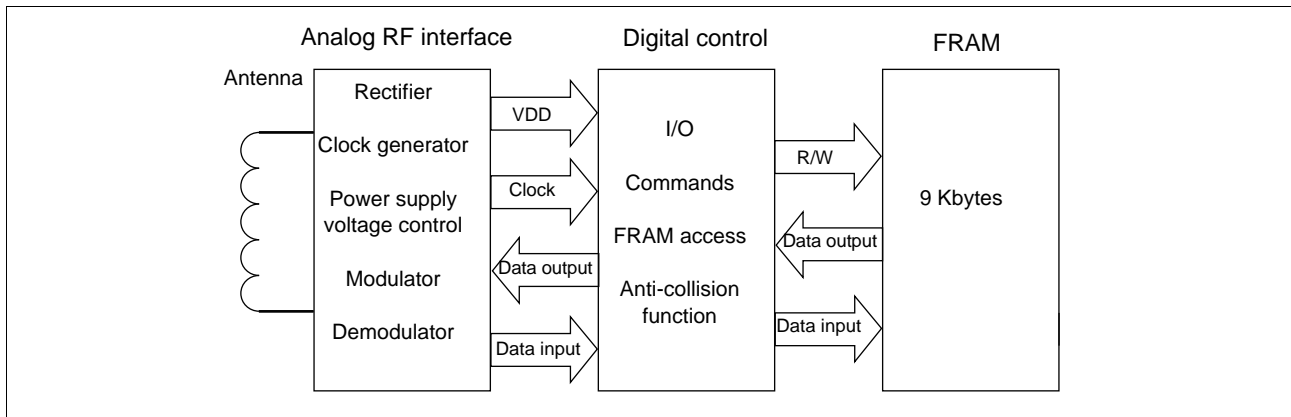 Analog RF interface
Digital control
FRAM
Antenna
Rectifier
Clock generator
Power supply
voltage control
Modulator
Demodulator
VDD
Clock
Data output
Data input
I/O
Commands
FRAM access
Anti-collision
function
R/W
Data output
Data input
9 Kbytes